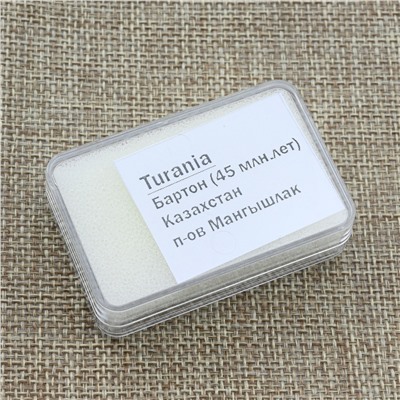 Turania
Бартон (45 млн.лет)
Казахстан
п-ов Мангышлак